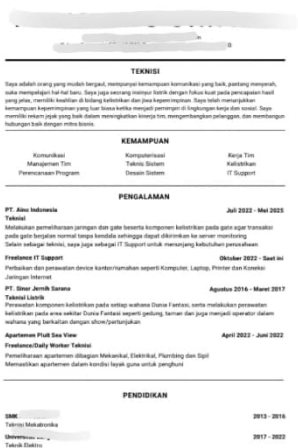 TEKNISI
Saya adalah orang yang mudah bergaul, mempunyai kemampuan komunikasi yang baik, pantang menyerah,
suka mempelajari hal-hal baru. Saya juga seorang insinyur listrik dengan fokus kuat pada pencapaian hasil
yang jelas, memiliki keahlian di bidang kelistrikan dan jiwa kepemimpinan. Saya telah menunjukkan
kemampuan kepemimpinan yang luar biasa ketika menjadi pemimpin di lingkungan kerja dan sosial. Saya
memiliki rekam jejak yang baik dalam meningkatkan kinerja tim, mengembangkan pelanggan, dan membangun
hubungan baik dengan mitra bisnis.
KEMAMPUAN
Komunikasi Komputerisasi Kerja Tim
Manajemen Tim Teknis Sistem Kelistrikan
Perencanaan Program Desain Sistem IT Support
PENGALAMAN
PT. Aino Indonesia Juli 2022 - Mei 2025
Teknisi
Melakukan pemeliharaan jaringan dan gate beserta komponen kelistrikan pada gate agar transaktor
pada gate berjalan normal tanpa kendala sehingga dapat dikirimkan ke server monitoring
Selain sebagai teknisi, saya juga sebagai IT Support untuk menunjang kebutuhan perusahaan
Freelance IT Support Oktober 2022 - Saat ini
Perbaikan dan perawatan device kantor/rumahan seperti Komputer, Laptop, Printer dan Koneksi
Jaringan Internet
PT. Sinar Jernih Sarana Agustus 2016 - Maret 2017
Teknisi Listrik
Perawatan komponen kelistrikan pada setiap wahana Dunia Fantasi, serta melakukan perawatan
kelistrikan pada area sekitar Dunia Fantasi seperti gedung, taman dan juga menjadi operator dalam
wahana yang berkaitan dengan show/pertunjukan
Apartemen Pluit Sea View April 2022 - Juni 2022
Freelance/Daily Worker Teknisi
Pemeliharaan apartemen dibagian Mekanikal, Elektrikal, Plumbing dan Sipil
Memastikan apartemen dalam kondisi layak guna untuk penghuni
PENDIDIKAN
SMK 2013 - 2016
Teknisi Mekatronika
2017 - 2022
Teknik Elektro